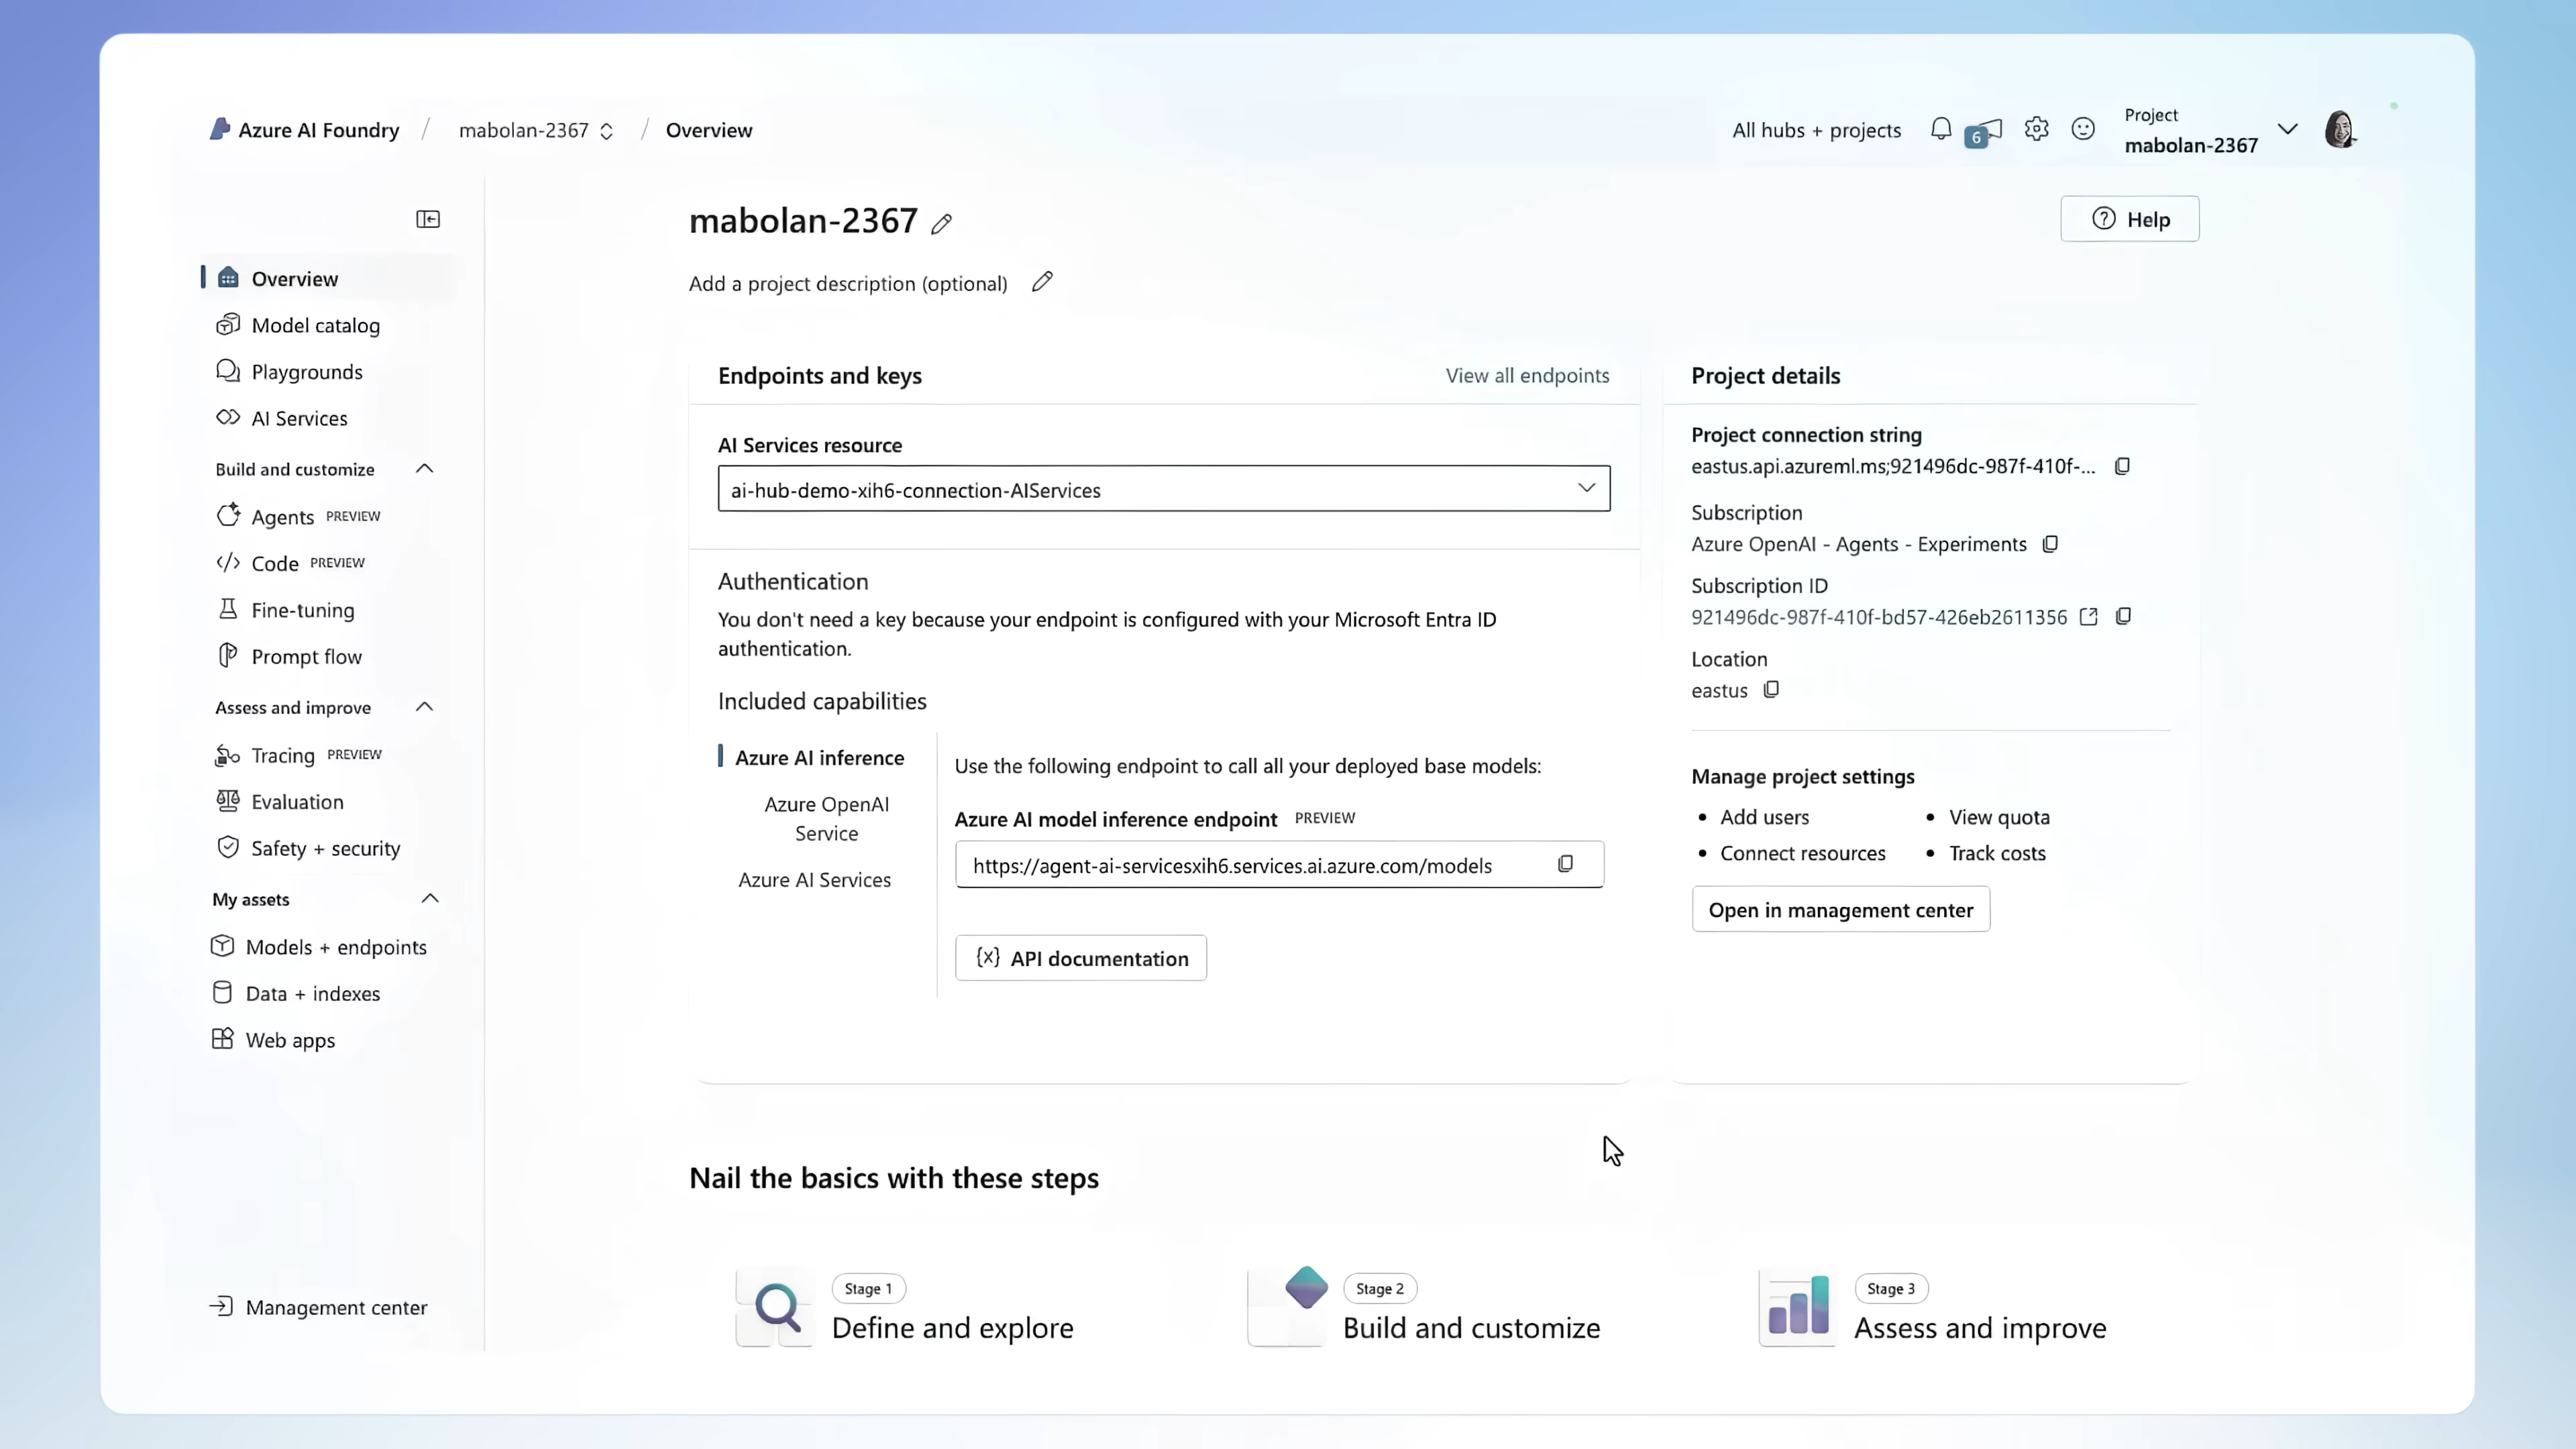 Azure AI Foundry / mabolan-2367 / Overview
All hubs + projects
6
Project
mabolan-2367
Overview
Model catalog
Playgrounds
AI Services
Build and customize
Agents PREVIEW
Code PREVIEW
Fine-tuning
Prompt flow
Assess and improve
Tracing PREVIEW
Evaluation
Safety + security
My assets
Models + endpoints
Data + indexes
Web apps
Management center
mabolan-2367
Help
Add a project description (optional)
Endpoints and keys
View all endpoints
AI Services resource
ai-hub-demo-xih6-connection-AIServices
Authentication
You don't need a key because your endpoint is configured with your Microsoft Entra ID
authentication.
Included capabilities
Azure AI inference
Azure OpenAI
Service
Azure AI Services
Use the following endpoint to call all your deployed base models:
Azure AI model inference endpoint PREVIEW
https://agent-ai-servicesxih6.services.ai.azure.com/models
{x} API documentation
Project details
Project connection string
eastus.api.azureml.ms;921496dc-987f-410f-...
Subscription
Azure OpenAI - Agents - Experiments
Subscription ID
921496dc-987f-410f-bd57-426eb2611356
Location
eastus
Manage project settings
• Add users
• View quota
• Connect resources
• Track costs
Open in management center
Nail the basics with these steps
Stage 1
Define and explore
Stage 2
Build and customize
Stage 3
Assess and improve